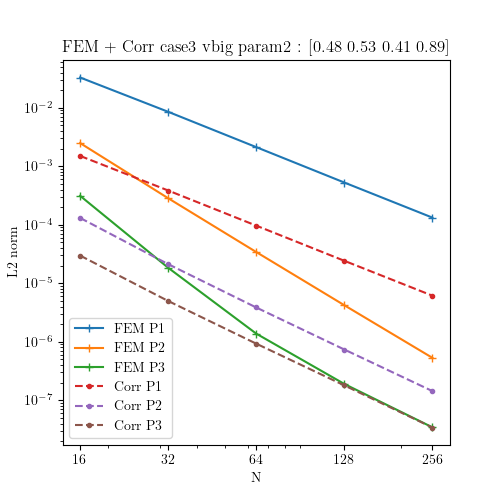 FEM + Corr case3 vbig param2 : [0.48 0.53 0.41 0.89]
10⁻²
10⁻³
10⁻⁴
10⁻⁵
10⁻⁶
10⁻⁷
L2 norm
FEM P1
FEM P2
FEM P3
Corr P1
Corr P2
Corr P3
16 32 64 128 256
N